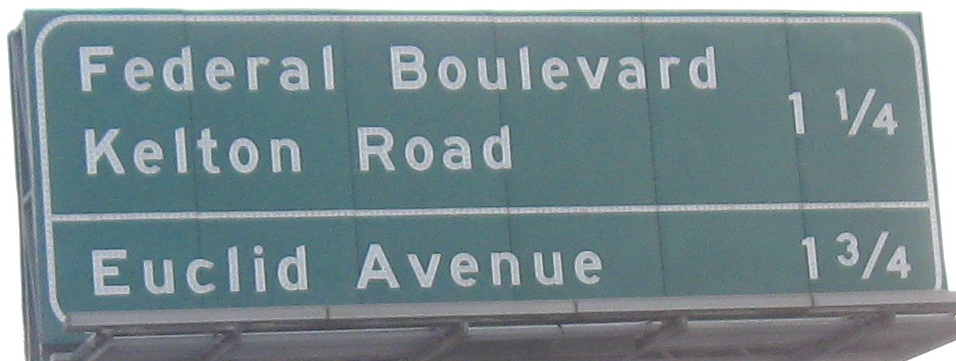 Federal Boulevard
Kelton Road 1 1/4
Euclid Avenue 1 3/4